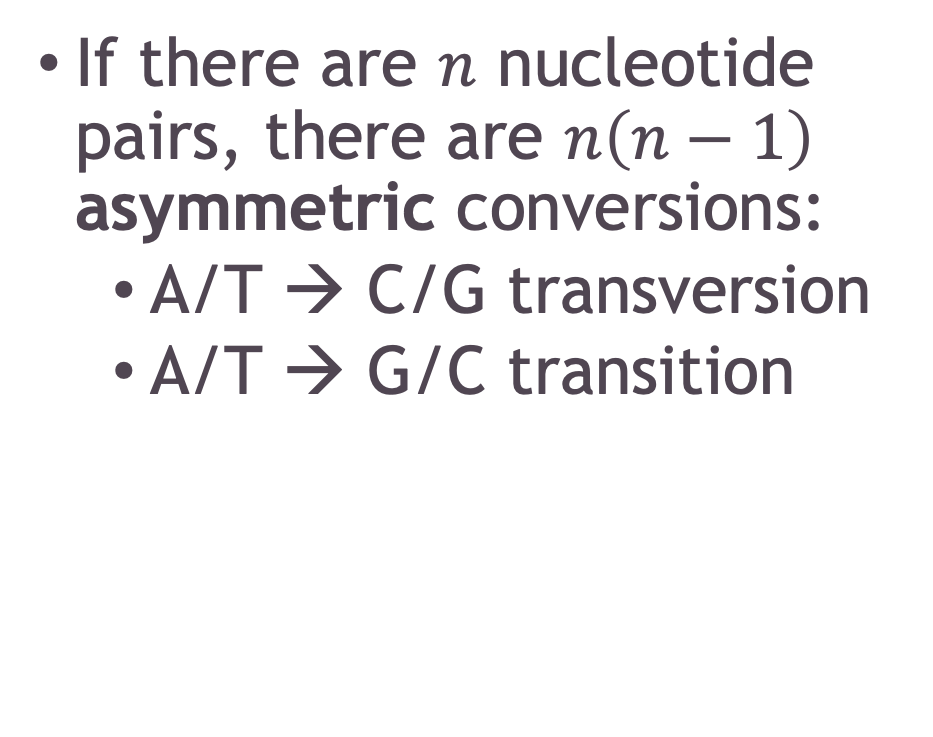 • If there are 𝑛 nucleotide
pairs, there are 𝑛(𝑛 − 1)
asymmetric conversions:
• A/T → C/G transversion
• A/T → G/C transition